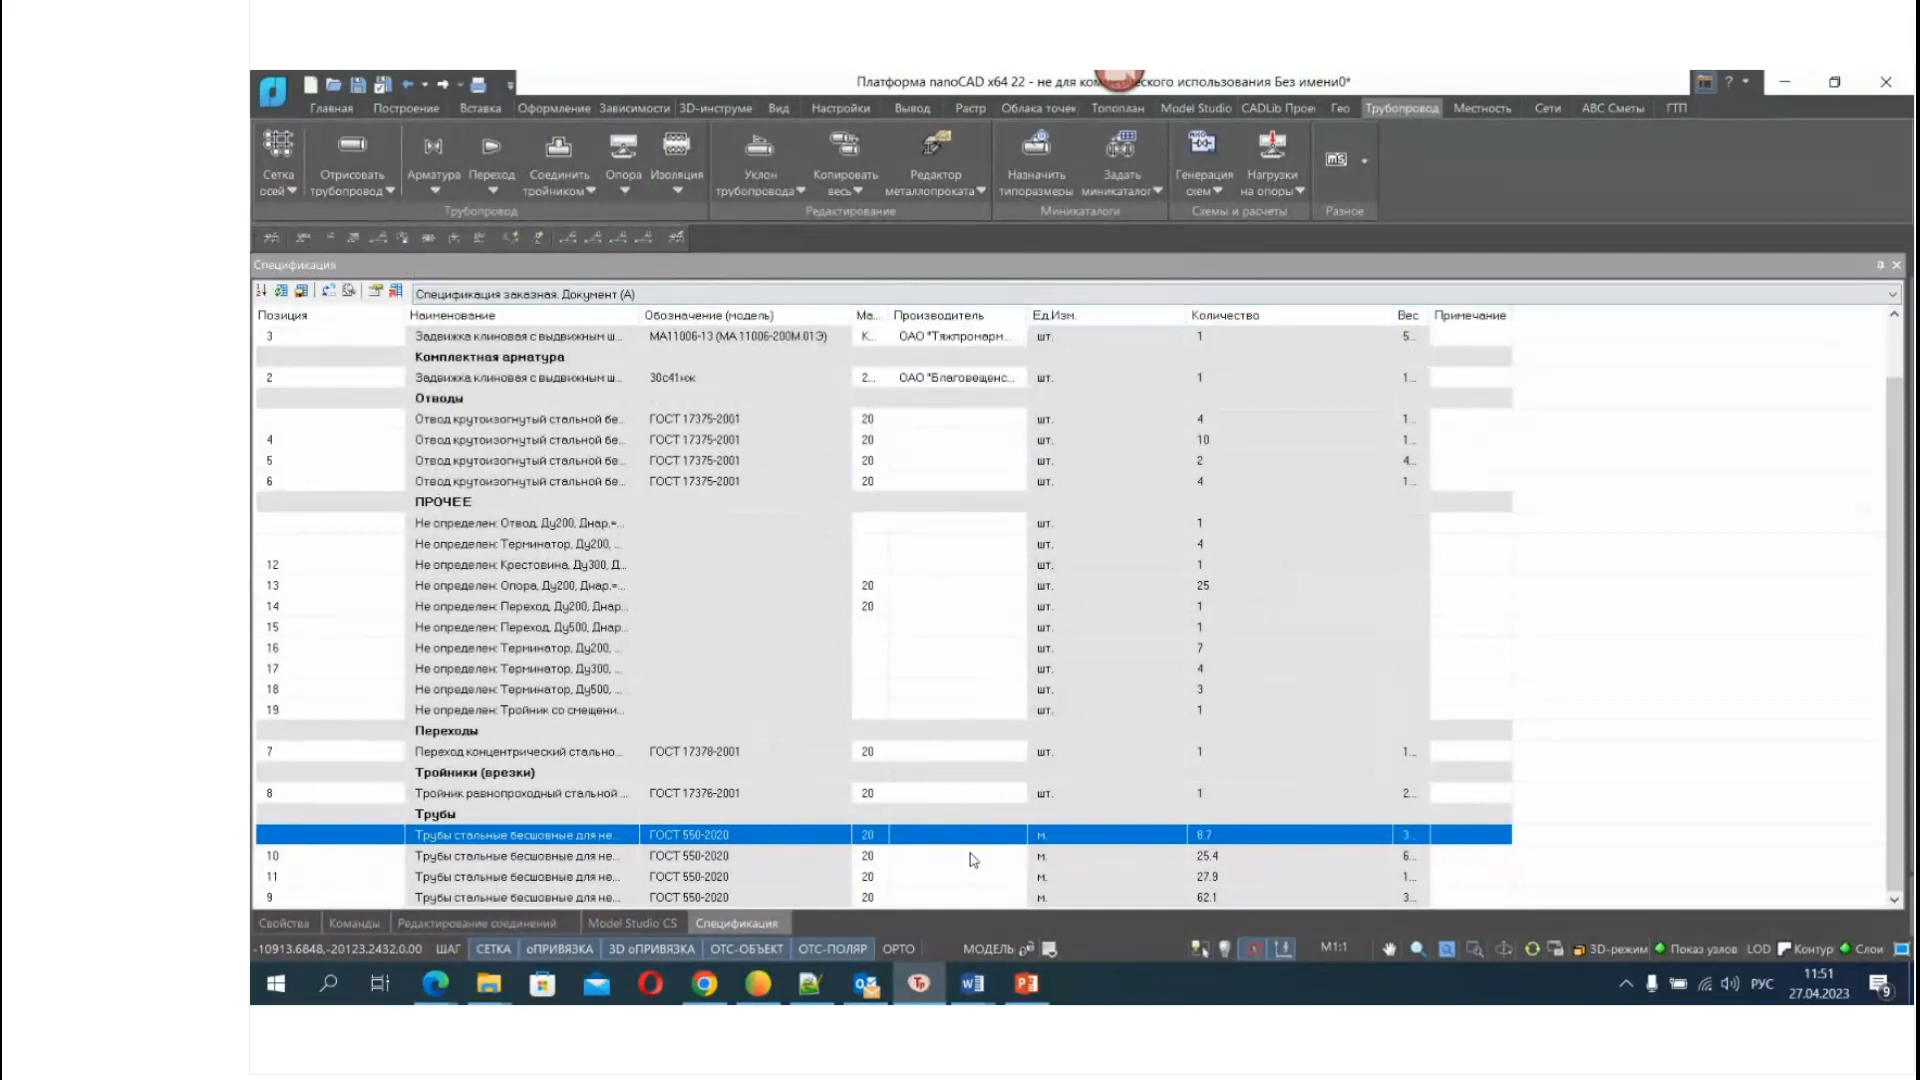 Платформа nanoCAD x64 22 - не для ком ческого использования Без имени0*
Главная Построение Вставка Оформление Зависимости 3D-инструме Вид Настройки Вывод Растр Облака точек Топоплан Model Studio CADLib Прое Гео Трубопровод Местность Сети АВС Сметы ГТП
Сетка осей Отрисовать трубопровод Арматура Переход Соединить тройником Опора Изоляция Уклон трубопровода Копировать весь Редактор металлопроката Назначить типоразмеры Задать миникаталог Генерация схем Нагрузки на опоры mS
Трубопровод Редактирование Миникаталоги Схемы и расчеты Разное
Спецификация
Спецификация заказная. Документ (А)
Позиция Наименование Обозначение (модель) Ма... Производитель Ед.Изм. Количество Вес Примечание
3 Задвижка клиновая с выдвижным ш... МА11006-13 (МА 11006-200М.01Э) К... ОАО "Тяжпромарм... шт. 1 5...
Комплектная арматура
2 Задвижка клиновая с выдвижным ш... 30с41нж 2... ОАО "Благовещенс... шт. 1 1...
Отводы
Отвод крутоизогнутый стальной бе... ГОСТ 17375-2001 20 шт. 4 1...
4 Отвод крутоизогнутый стальной бе... ГОСТ 17375-2001 20 шт. 10 1...
5 Отвод крутоизогнутый стальной бе... ГОСТ 17375-2001 20 шт. 2 4...
6 Отвод крутоизогнутый стальной бе... ГОСТ 17375-2001 20 шт. 4 1...
ПРОЧЕЕ
Не определен: Отвод, Ду200, Днар.=... шт. 1
Не определен: Терминатор, Ду200, ... шт. 4
12 Не определен: Крестовина, Ду300, Д... шт. 1
13 Не определен: Опора, Ду200, Днар.=... 20 шт. 25
14 Не определен: Переход, Ду200, Днар... 20 шт. 1
15 Не определен: Переход, Ду500, Днар... шт. 1
16 Не определен: Терминатор, Ду200, ... шт. 7
17 Не определен: Терминатор, Ду300, ... шт. 4
18 Не определен: Терминатор, Ду500, ... шт. 3
19 Не определен: Тройник со смещени... шт. 1
Переходы
7 Переход концентрический стально... ГОСТ 17378-2001 20 шт. 1 1...
Тройники (врезки)
8 Тройник равнопроходный стальной ... ГОСТ 17376-2001 20 шт. 1 2...
Трубы
Трубы стальные бесшовные для не... ГОСТ 550-2020 20 м. 8.7 3...
10 Трубы стальные бесшовные для не... ГОСТ 550-2020 20 м. 25.4 6...
11 Трубы стальные бесшовные для не... ГОСТ 550-2020 20 м. 27.9 1...
9 Трубы стальные бесшовные для не... ГОСТ 550-2020 20 м. 62.1 3...
Свойства Команды Редактирование соединений Model Studio CS Спецификация
-10913.6848,-20123.2432,0.00 ШАГ СЕТКА оПРИВЯЗКА 3D оПРИВЯЗКА ОТС-ОБЪЕКТ ОТС-ПОЛЯР ОРТО МОДЕЛЬ М1:1 3D-режим Показ узлов LOD Контур Слои
РУС 11:51
27.04.2023 9